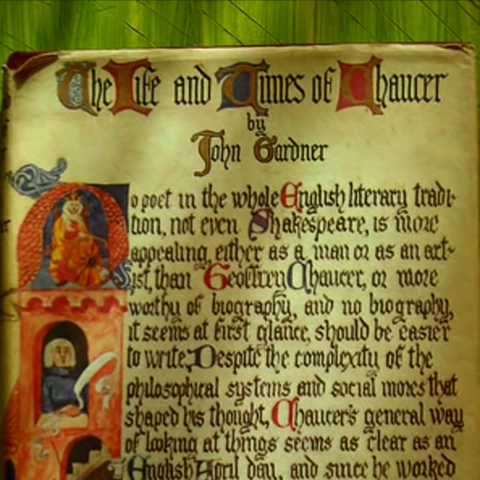 The Life and Times of Chaucer
by
John Gardner
No poet in the whole English literary tradi-
tion, not even Shakespeare, is more
appealing, either as a man or as an art-
ist, than Geoffrey Chaucer, or more
worthy of biography, and no biography,
it seems at first glance, should be easier
to write. Despite the complexity of the
philosophical systems and social mores that
shaped his thought, Chaucer's general way
of looking at things seems as clear as an
English April day, and since he worked